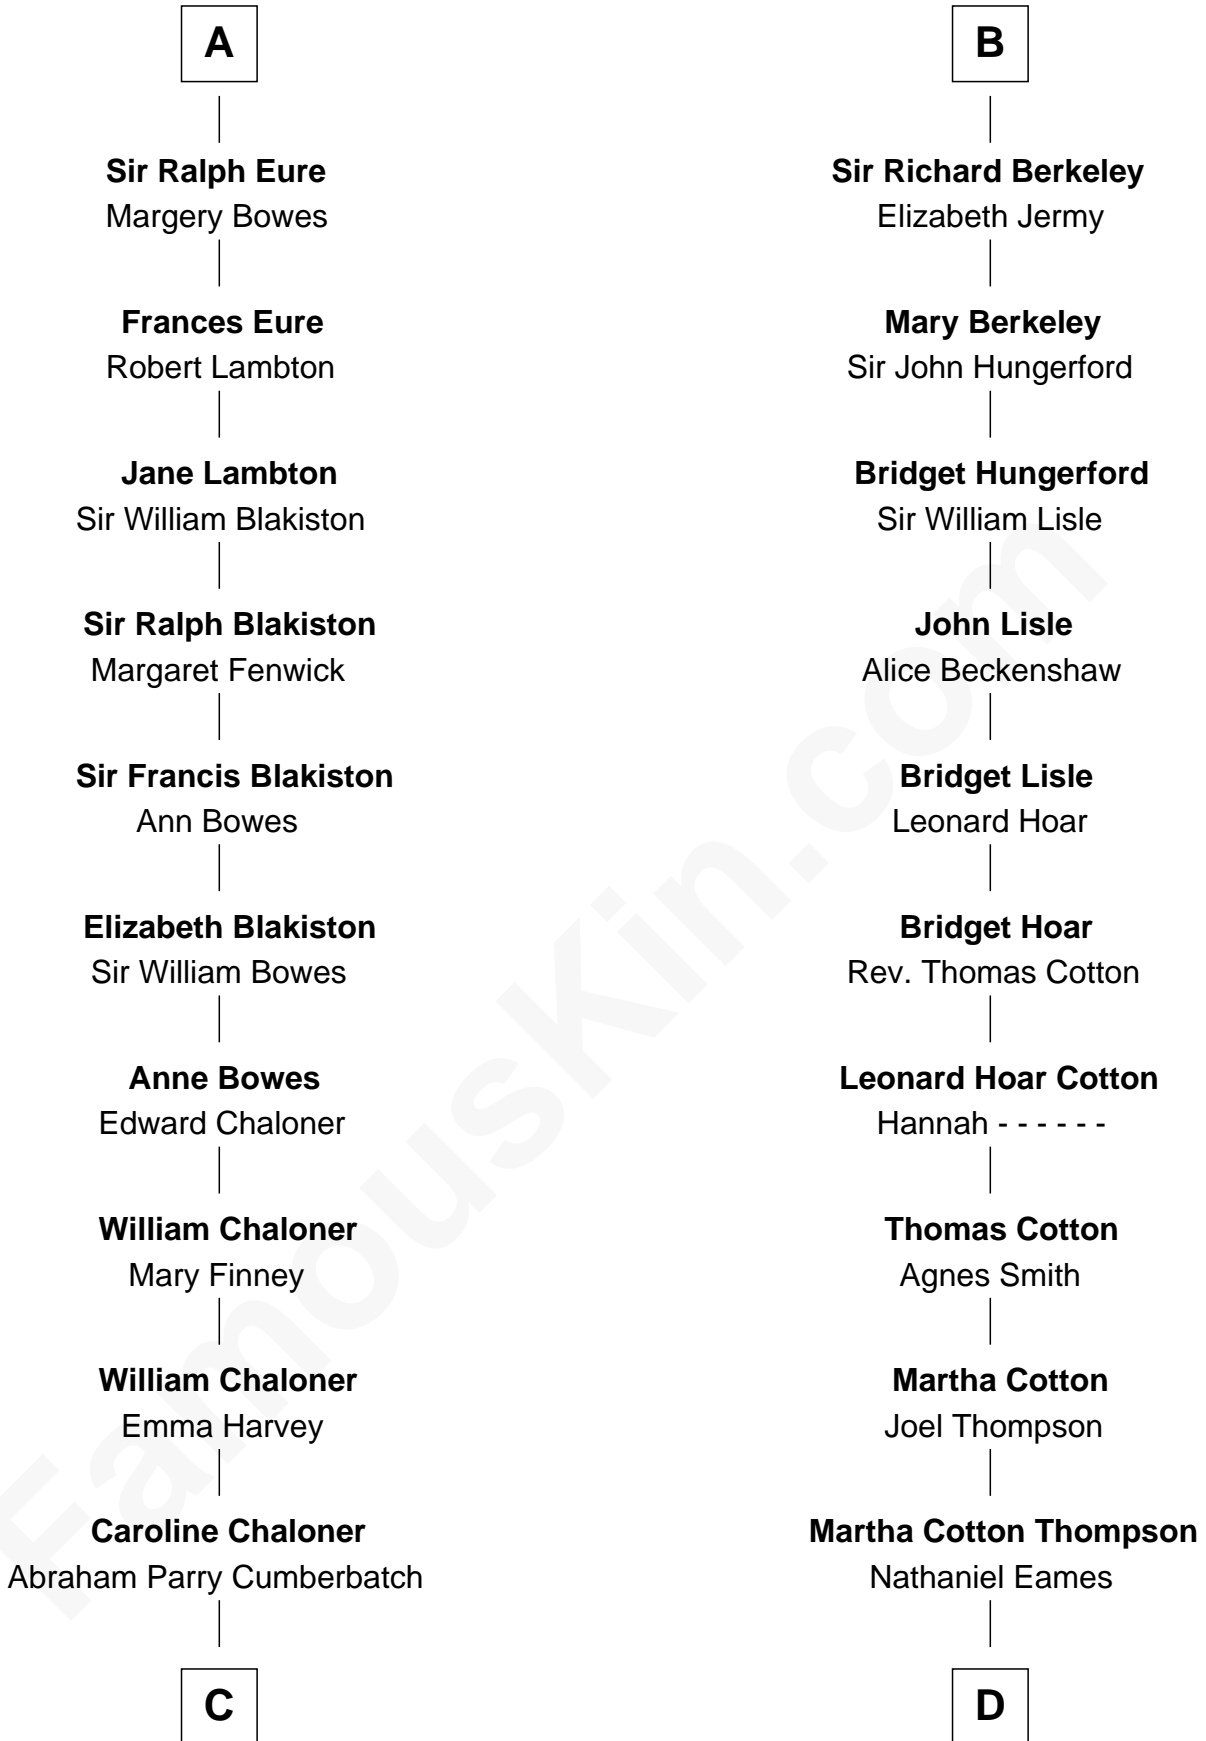 A
Sir Ralph Eure
Margery Bowes
Frances Eure
Robert Lambton
Jane Lambton
Sir William Blakiston
Sir Ralph Blakiston
Margaret Fenwick
Sir Francis Blakiston
Ann Bowes
Elizabeth Blakiston
Sir William Bowes
Anne Bowes
Edward Chaloner
William Chaloner
Mary Finney
William Chaloner
Emma Harvey
Caroline Chaloner
Abraham Parry Cumberbatch
C
B
Sir Richard Berkeley
Elizabeth Jermy
Mary Berkeley
Sir John Hungerford
Bridget Hungerford
Sir William Lisle
John Lisle
Alice Beckenshaw
Bridget Lisle
Leonard Hoar
Bridget Hoar
Rev. Thomas Cotton
Leonard Hoar Cotton
Hannah - - - - - -
Thomas Cotton
Agnes Smith
Martha Cotton
Joel Thompson
Martha Cotton Thompson
Nathaniel Eames
D
FamousKin.com